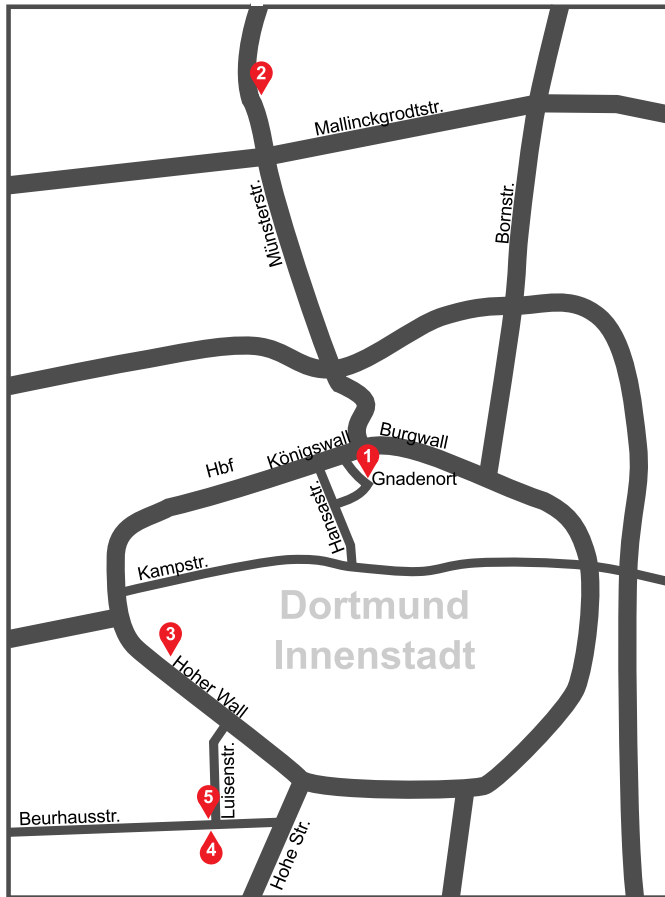 2
Mallinckgrodtstr.
Münsterstr.
Bornstr.
Burgwall
Königswall
1
Hbf
Gnadenort
Hansastr.
Kampstr.
Dortmund
Innenstadt
3
Hoher Wall
Luisenstr.
5
Beurhausstr.
4
Hohe Str.